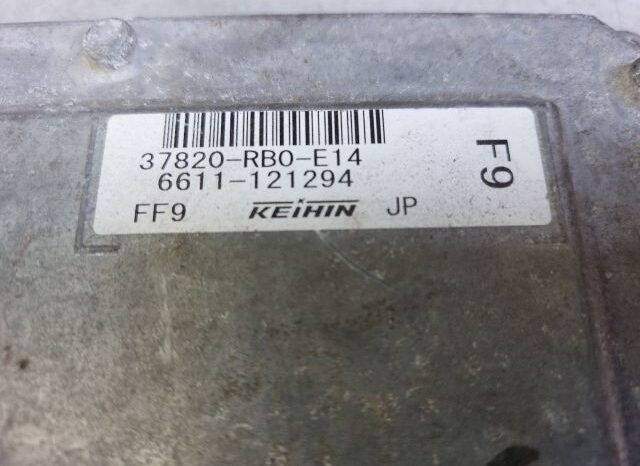 37820-RB0-E14
6611-121294
FF9 KEIHIN JP
F9